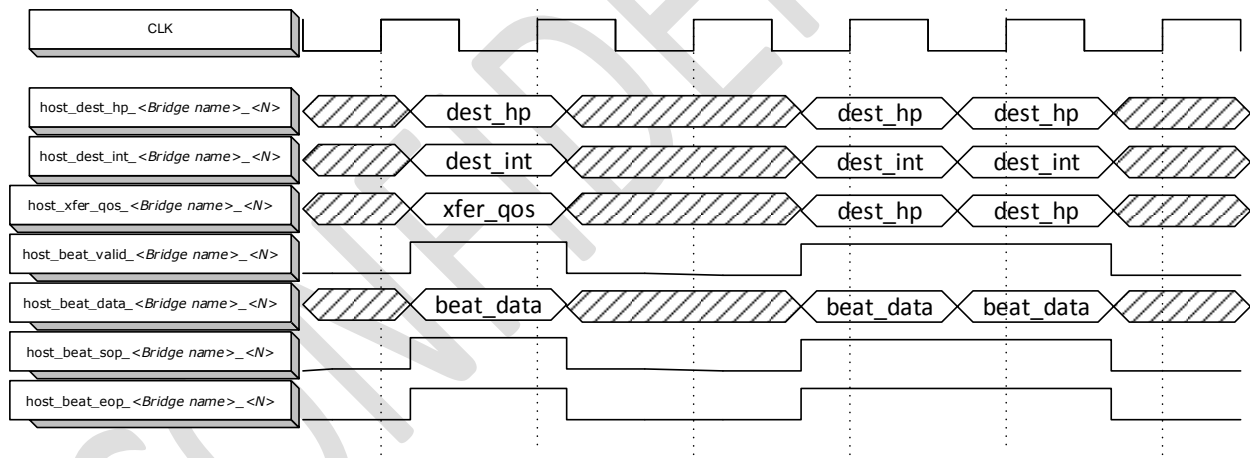 CLK
host_dest_hp_<Bridge name>_<N> dest_hp dest_hp dest_hp
host_dest_int_<Bridge name>_<N> dest_int dest_int dest_int
host_xfer_qos_<Bridge name>_<N> xfer_qos dest_hp dest_hp
host_beat_valid_<Bridge name>_<N>
host_beat_data_<Bridge name>_<N> beat_data beat_data beat_data
host_beat_sop_<Bridge name>_<N>
host_beat_eop_<Bridge name>_<N>